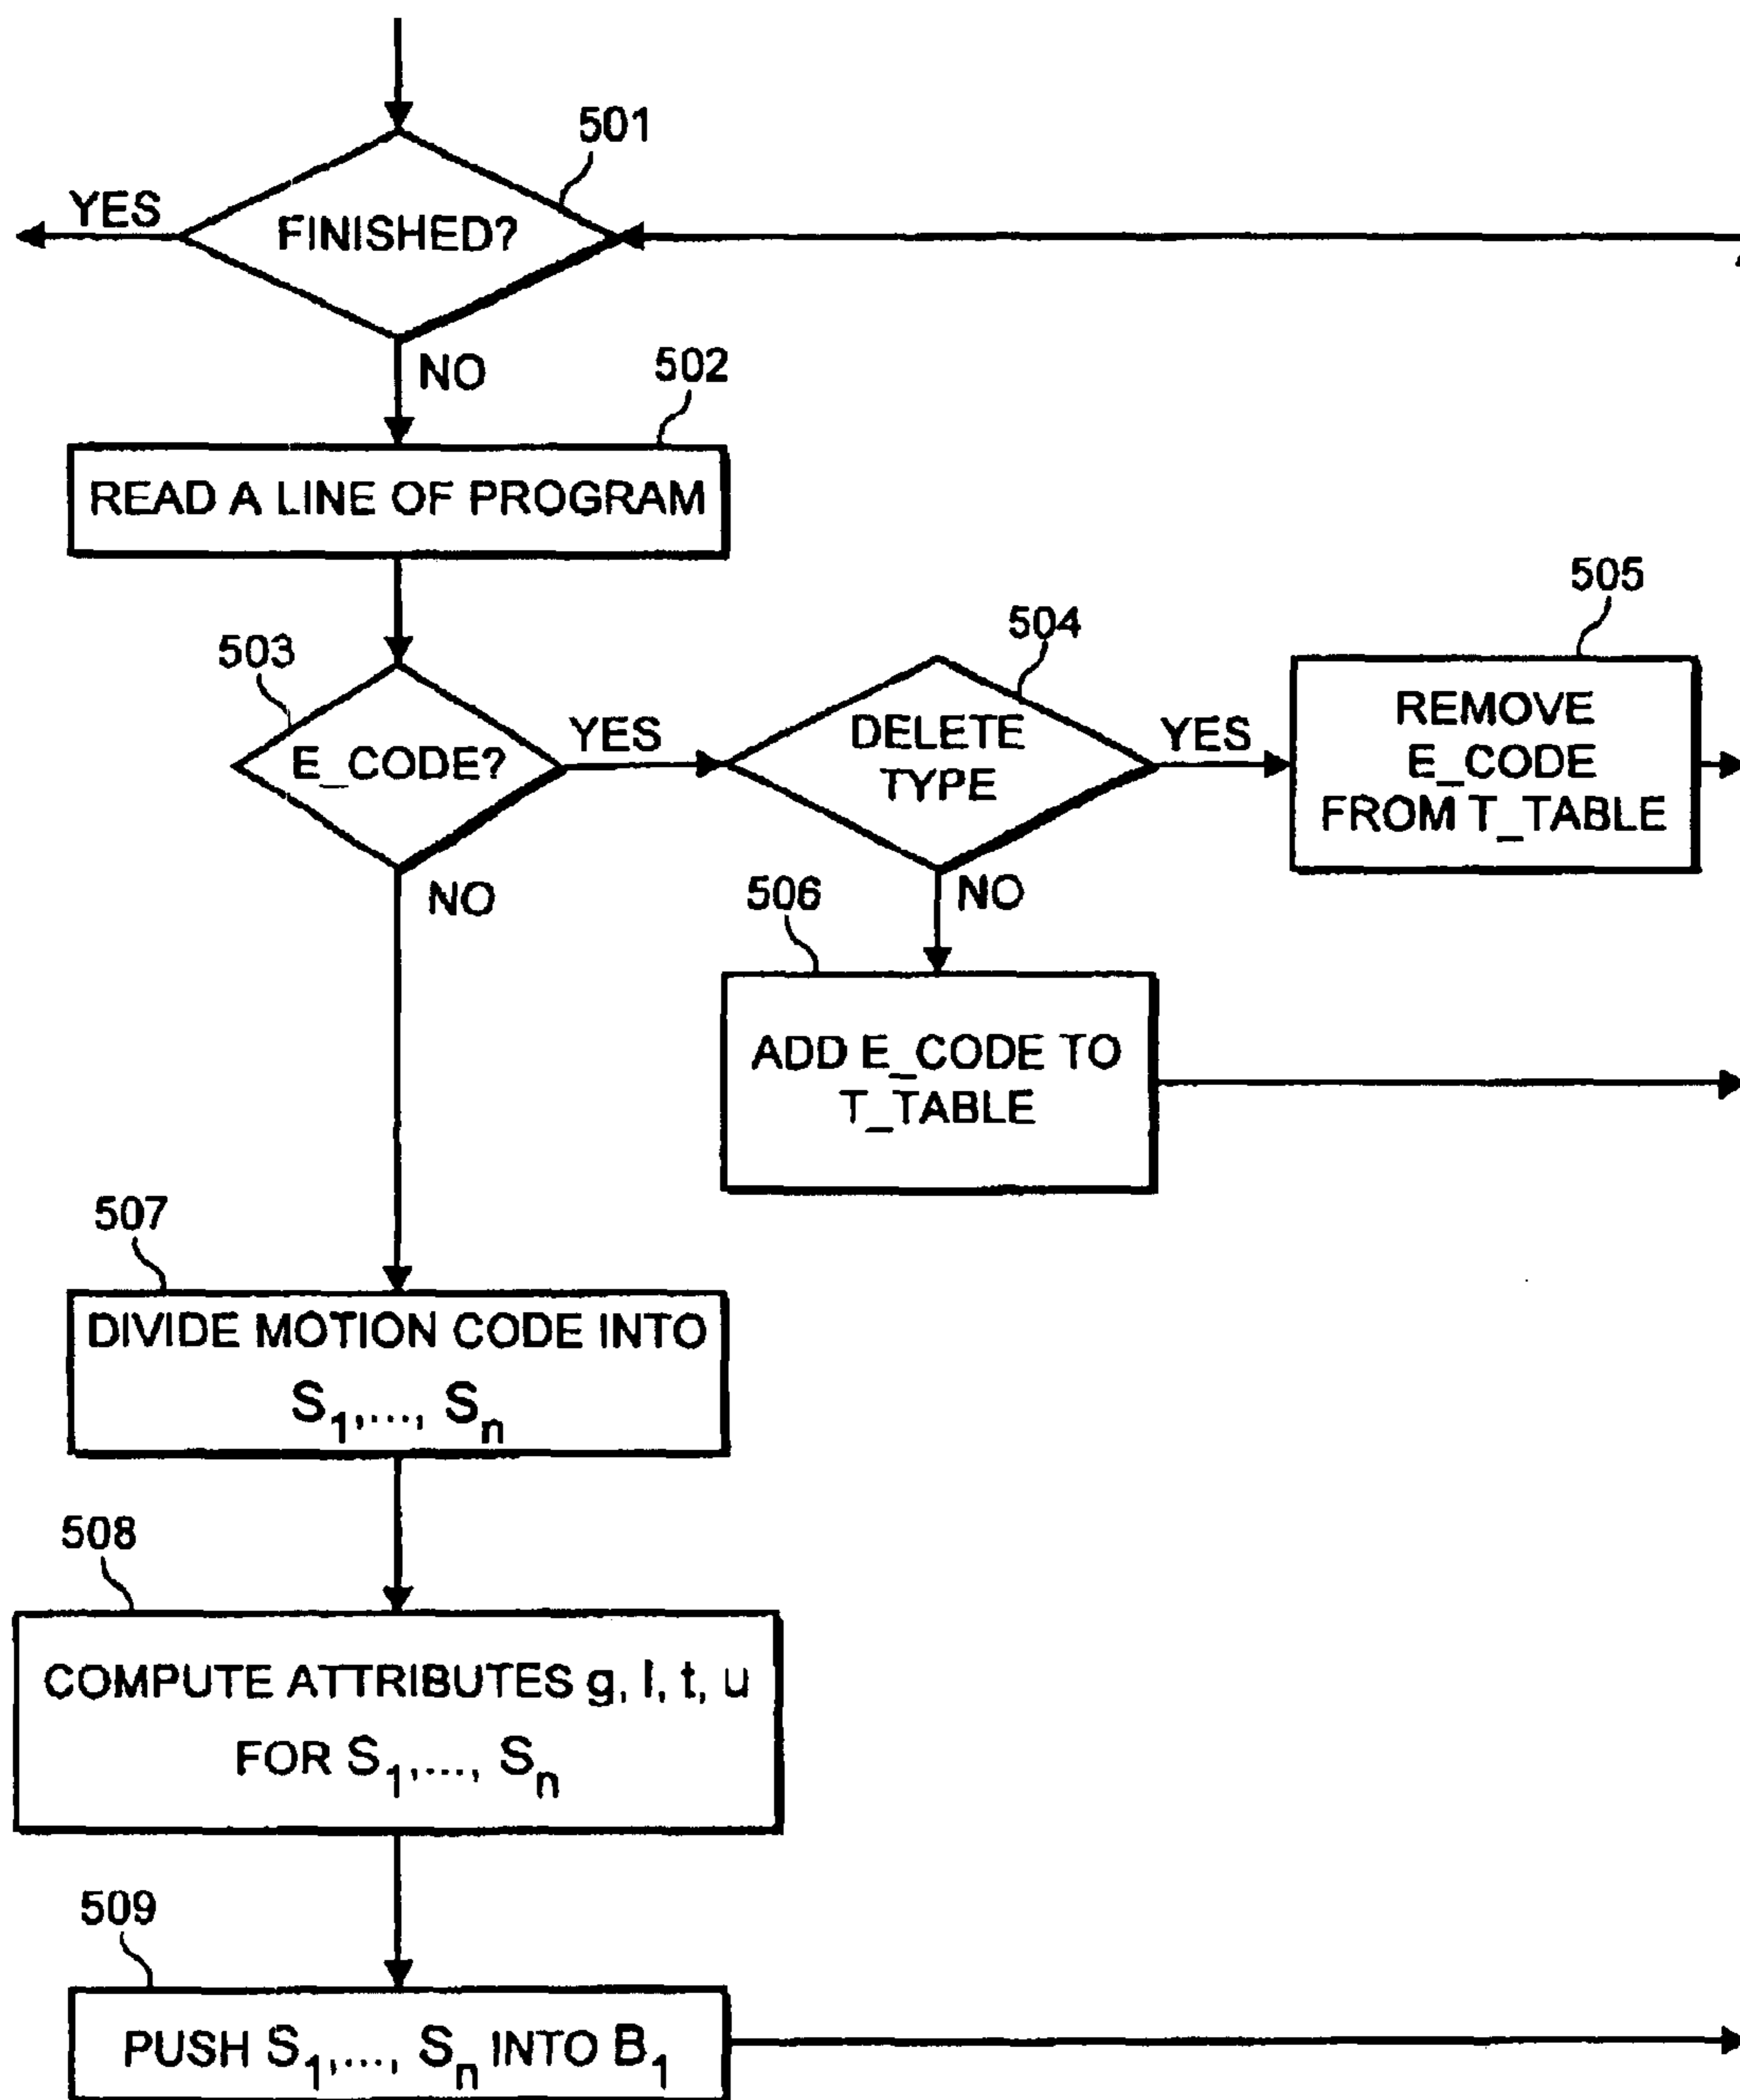 501
YES
FINISHED?
NO
502
READ A LINE OF PROGRAM
503
E_CODE?
YES
504
DELETE
TYPE
YES
505
REMOVE
E_CODE
FROM T_TABLE
NO
506
NO
ADD E_CODE TO
T_TABLE
507
DIVIDE MOTION CODE INTO
S1,..., Sn
508
COMPUTE ATTRIBUTES g, l, t, u
FOR S1,..., Sn
509
PUSH S1,..., Sn INTO B1